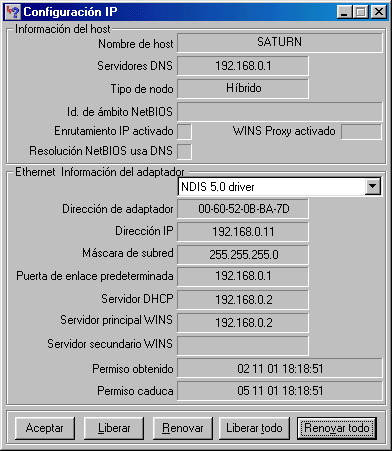 Configuración IP
Información del host
Nombre de host SATURN
Servidores DNS 192.168.0.1
Tipo de nodo Híbrido
Id. de ámbito NetBIOS
Enrutamiento IP activado WINS Proxy activado
Resolución NetBIOS usa DNS
Ethernet Información del adaptador
NDIS 5.0 driver
Dirección de adaptador 00-60-52-0B-BA-7D
Dirección IP 192.168.0.11
Máscara de subred 255.255.255.0
Puerta de enlace predeterminada 192.168.0.1
Servidor DHCP 192.168.0.2
Servidor principal WINS 192.168.0.2
Servidor secundario WINS
Permiso obtenido 02 11 01 18:18:51
Permiso caduca 05 11 01 18:18:51
Aceptar Liberar Renovar Liberar todo Renovar todo